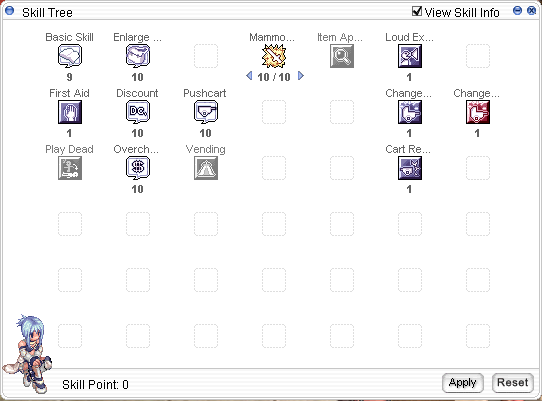 Skill Tree
View Skill Info
Basic Skill
Enlarge ...
Mammo...
Item Ap...
Loud Ex...
9
10
10 / 10
1
First Aid
Discount
Pushcart
Change...
Change...
DC,
1
10
10
1
1
Play Dead
Overch...
Vending
Cart Re...
$
10
1
Skill Point: 0
Apply
Reset